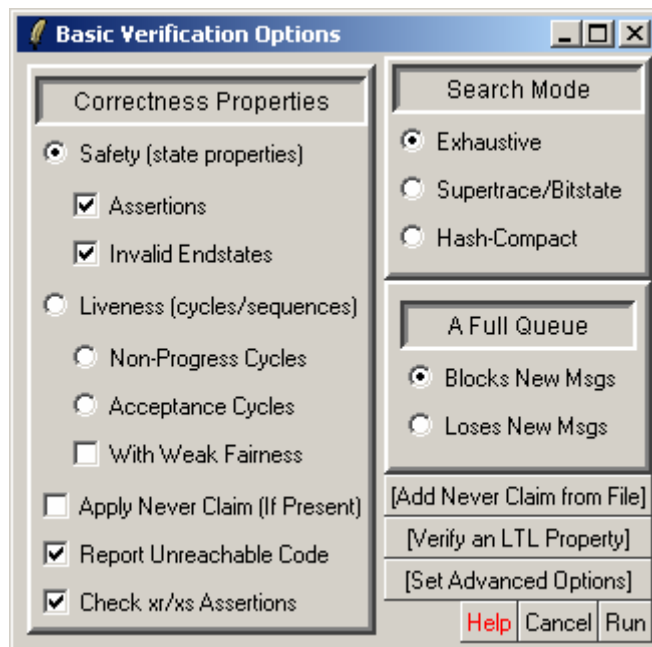 Basic Verification Options
Correctness Properties
Safety (state properties)
Assertions
Invalid Endstates
Liveness (cycles/sequences)
Non-Progress Cycles
Acceptance Cycles
With Weak Fairness
Apply Never Claim (If Present)
Report Unreachable Code
Check xr/xs Assertions
Search Mode
Exhaustive
Supertrace/Bitstate
Hash-Compact
A Full Queue
Blocks New Msgs
Loses New Msgs
[Add Never Claim from File]
[Verify an LTL Property]
[Set Advanced Options]
Help Cancel Run